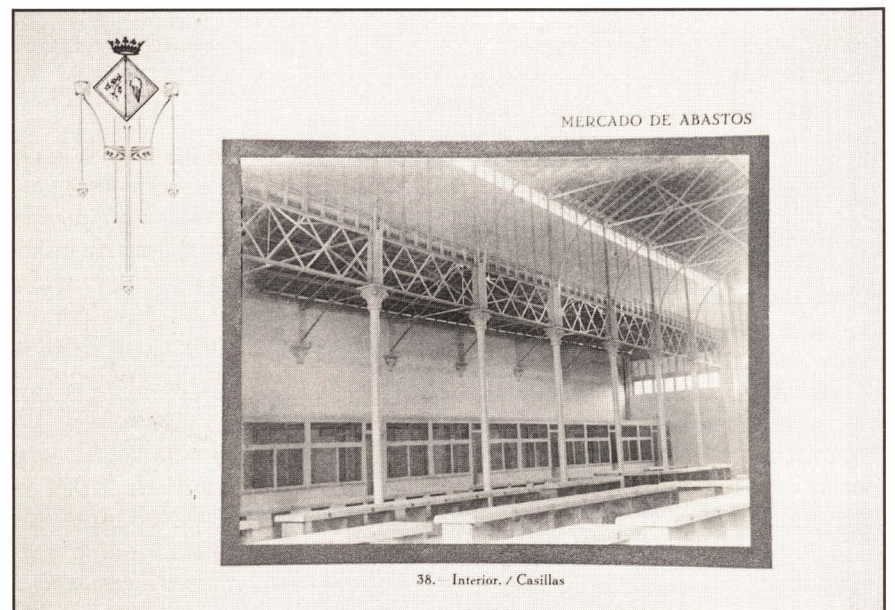 MERCADO DE ABASTOS
38. Interior. / Casillas